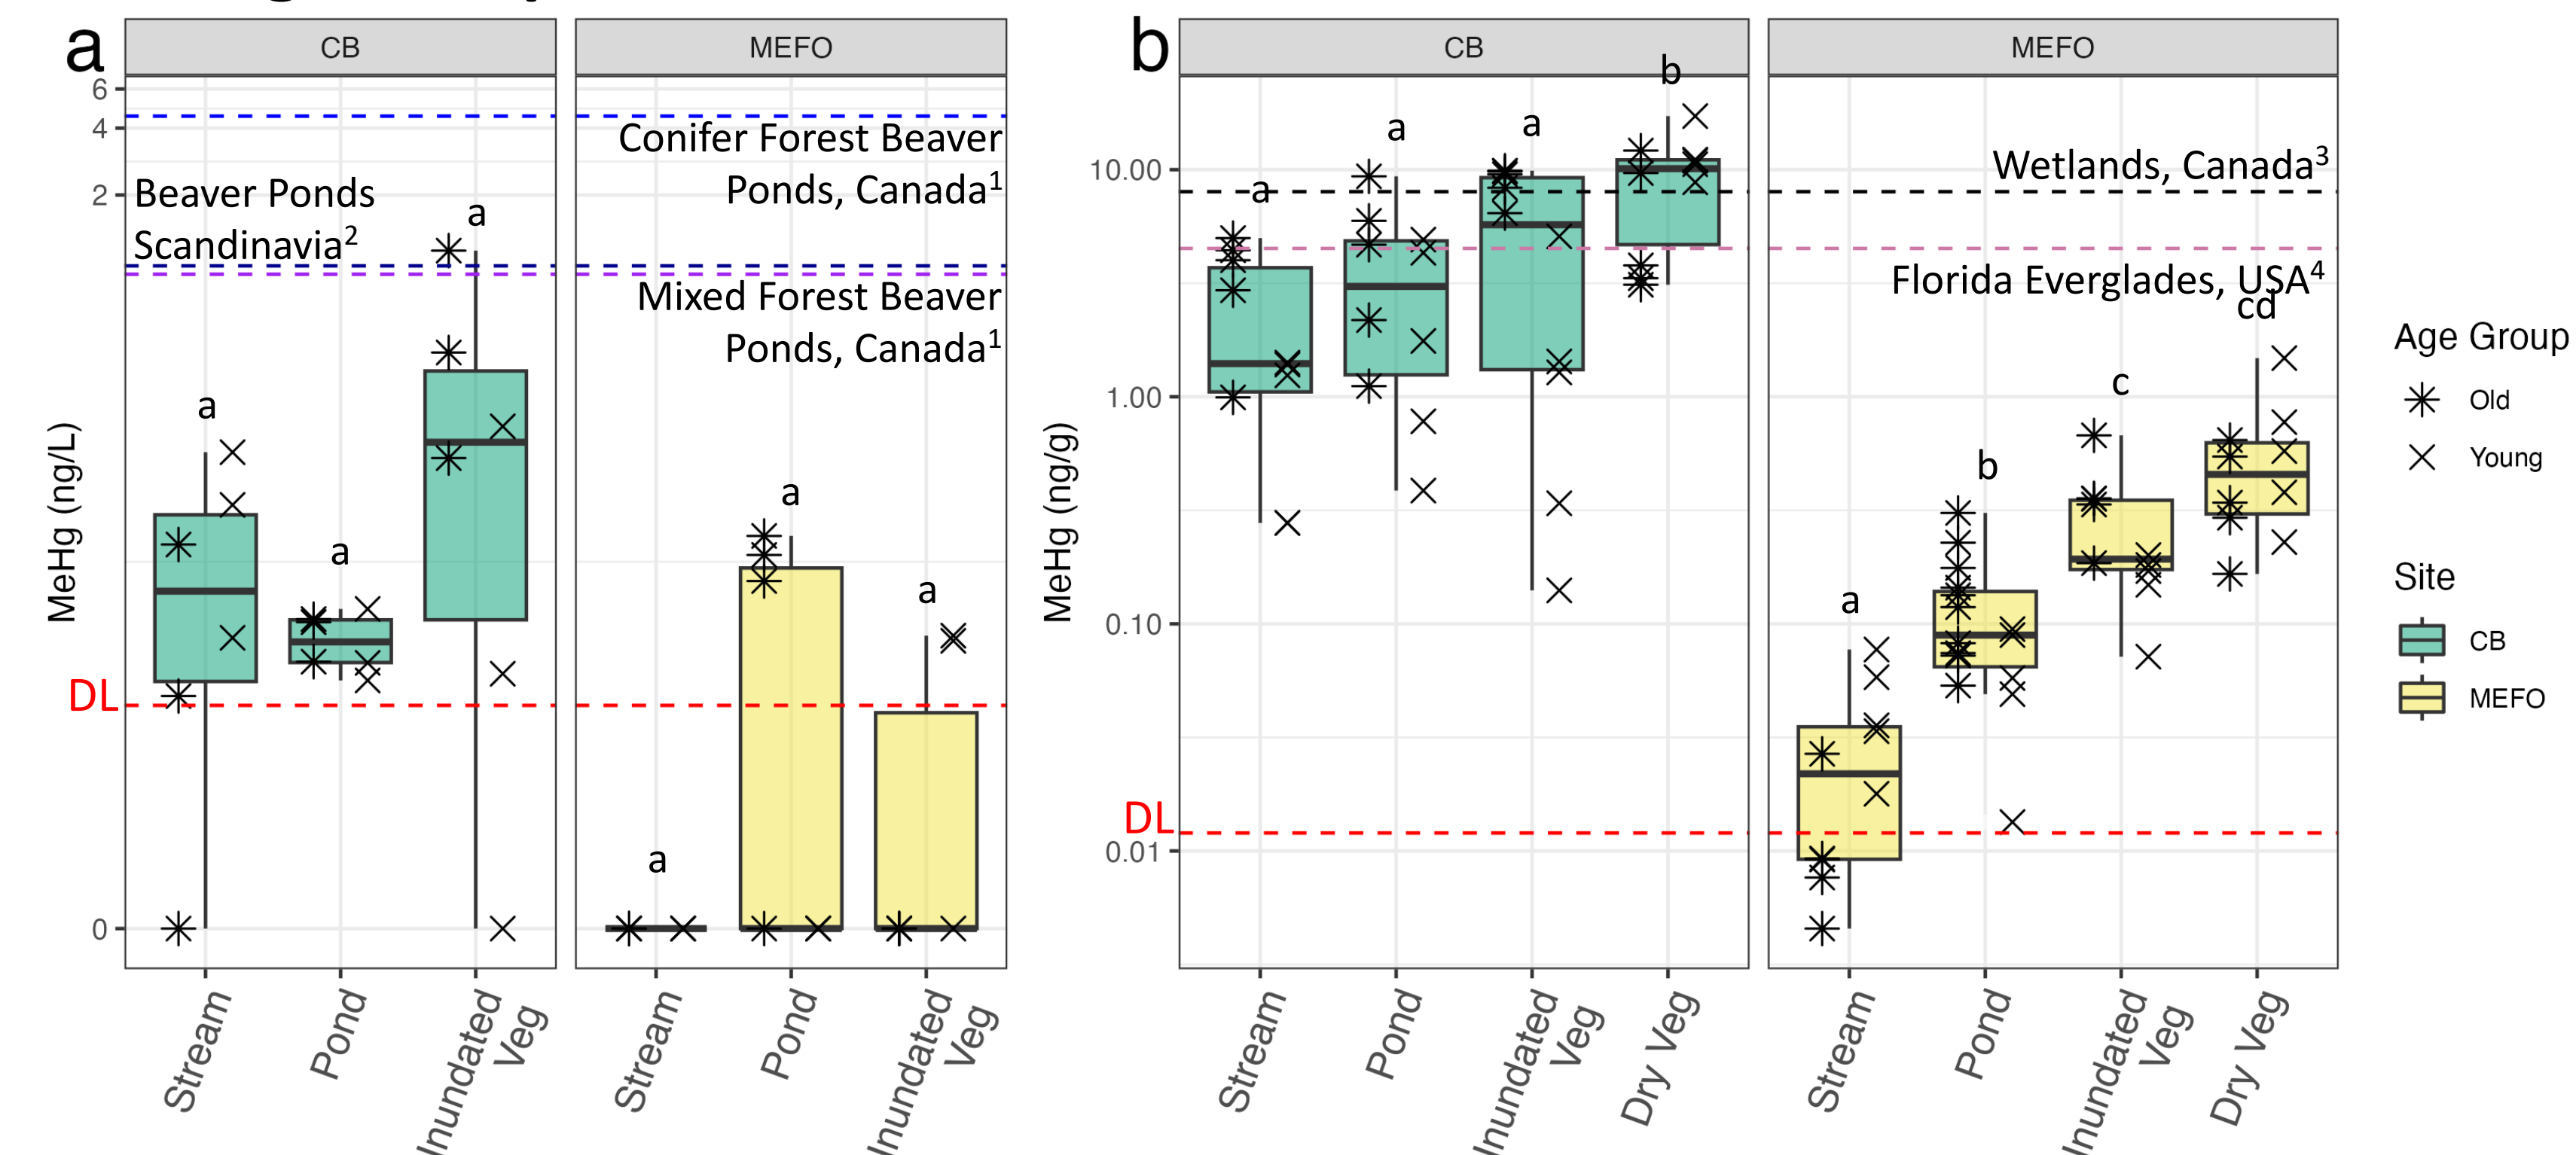 a
CB
MEFO
6
4
2
0
MeHg (ng/L)
Conifer Forest Beaver
Ponds, Canada1
Beaver Ponds
Scandinavia2
Mixed Forest Beaver
Ponds, Canada1
a
a
a
a
a
a
DL
Stream
Pond
Inundated
Veg
Stream
Pond
Inundated
Veg
b
CB
MEFO
10.00
1.00
0.10
0.01
MeHg (ng/g)
a
a
a
b
Wetlands, Canada3
Florida Everglades, USA4
a
b
c
cd
DL
Stream
Pond
Inundated
Veg
Dry Veg
Stream
Pond
Inundated
Veg
Dry Veg
Age Group
Old
Young
Site
CB
MEFO